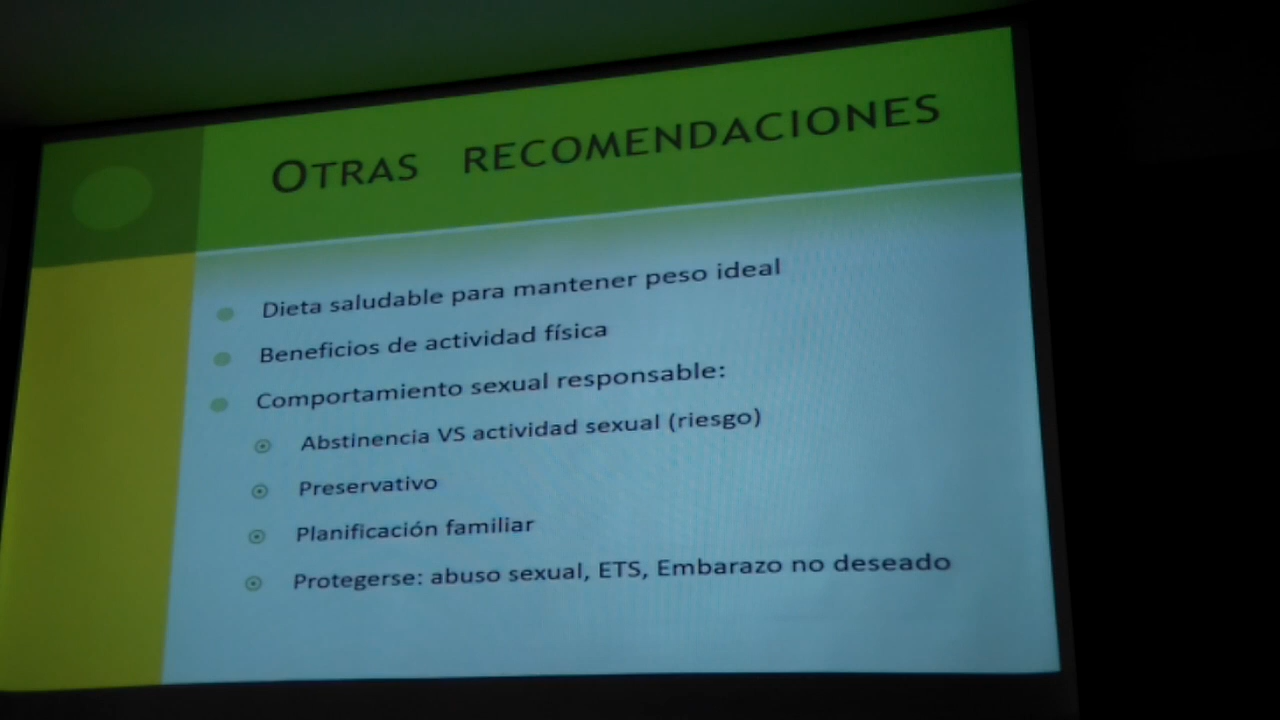 OTRAS RECOMENDACIONES
Dieta saludable para mantener peso ideal
Beneficios de actividad física
Comportamiento sexual responsable:
Abstinencia VS actividad sexual (riesgo)
Preservativo
Planificación familiar
Protegerse: abuso sexual, ETS, Embarazo no deseado